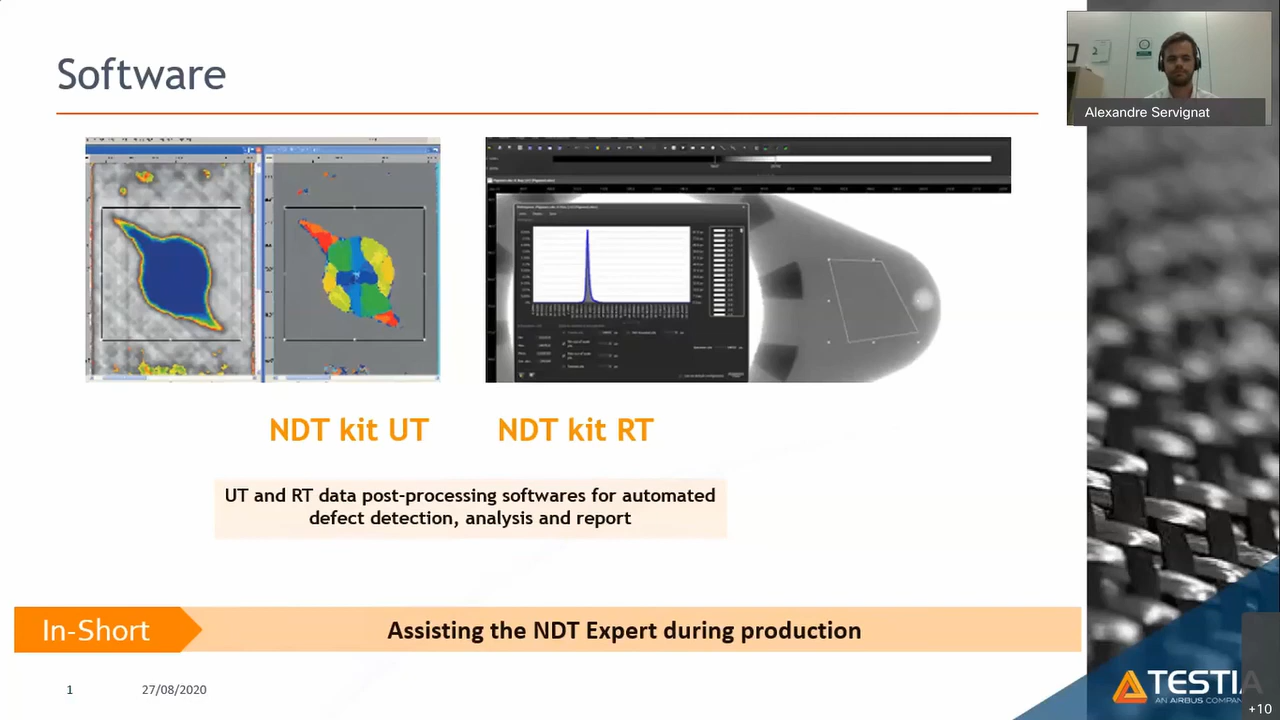 Software
Alexandre Servignat
NDT kit UT
NDT kit RT
UT and RT data post-processing softwares for automated
defect detection, analysis and report
In-Short
Assisting the NDT Expert during production
1
27/08/2020
TESTIA
AN AIRBUS COMPAN
+10